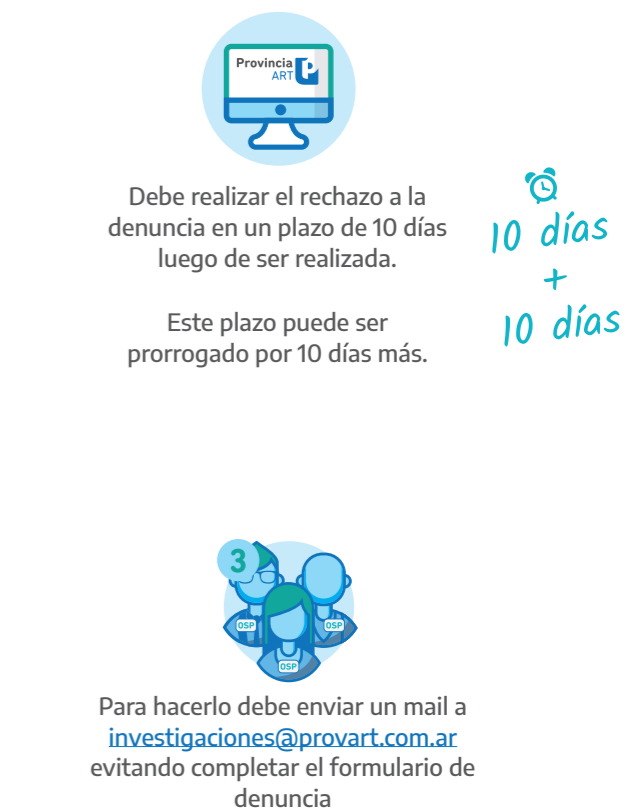 Provincia
ART
Debe realizar el rechazo a la
denuncia en un plazo de 10 días
luego de ser realizada.
Este plazo puede ser
prorrogado por 10 días más.
10 días
+
10 días
3
OSP
OSP
OSP
Para hacerlo debe enviar un mail a
investigaciones@provart.com.ar
evitando completar el formulario de
denuncia